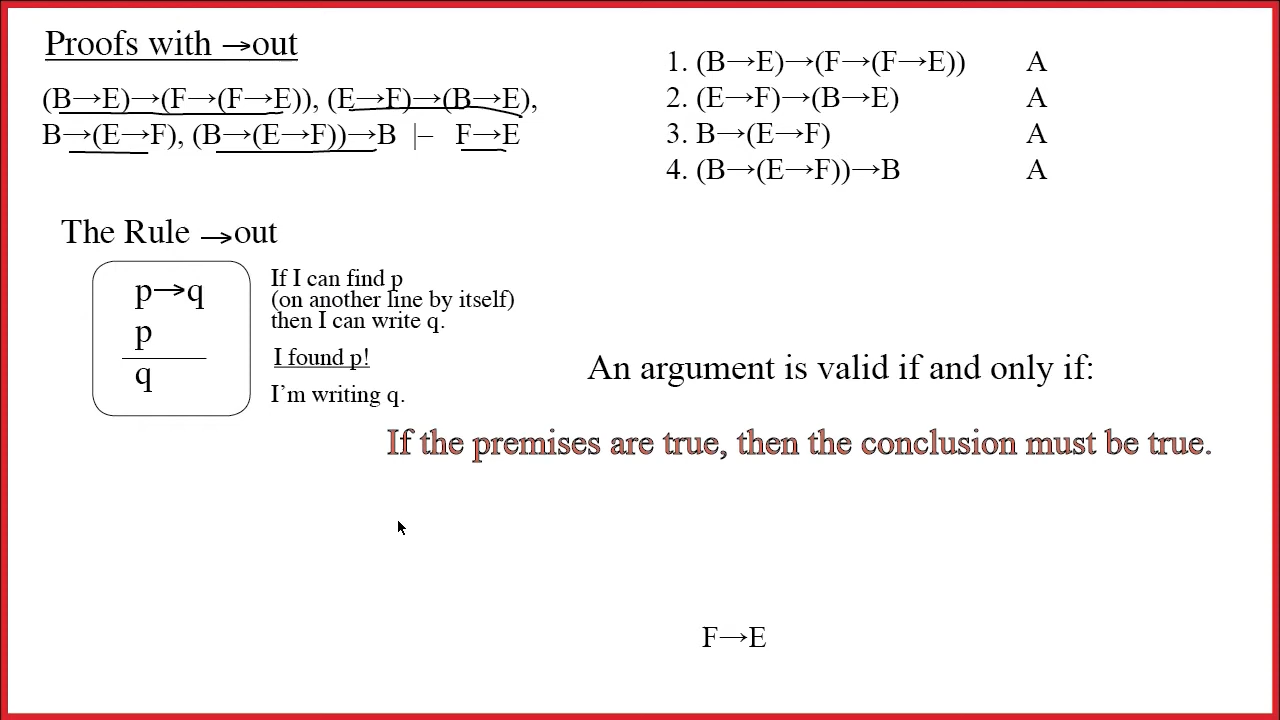 Proofs with →out
(B→E)→(F→(F→E)), (E→F)→(B→E),
B→(E→F), (B→(E→F))→B |– F→E
1. (B→E)→(F→(F→E)) A
2. (E→F)→(B→E) A
3. B→(E→F) A
4. (B→(E→F))→B A
The Rule →out
p→q
p
q
If I can find p
(on another line by itself)
then I can write q.
I found p!
I'm writing q.
An argument is valid if and only if:
If the premises are true, then the conclusion must be true.
F→E